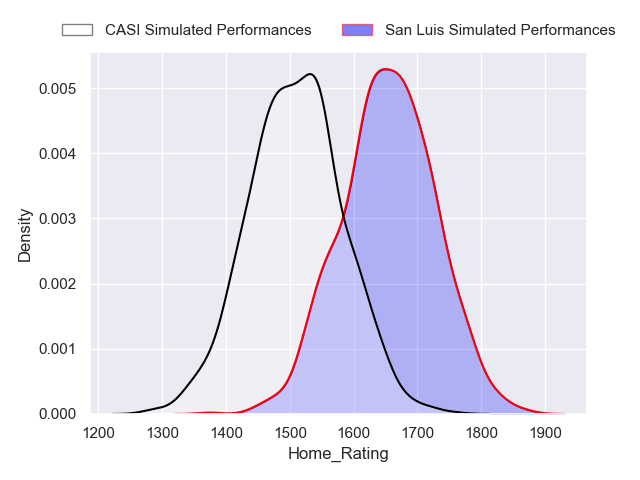 CASI Simulated Performances San Luis Simulated Performances
0.005
0.004
0.003
0.002
0.001
0.000
Density
1200 1300 1400 1500 1600 1700 1800 1900
Home_Rating